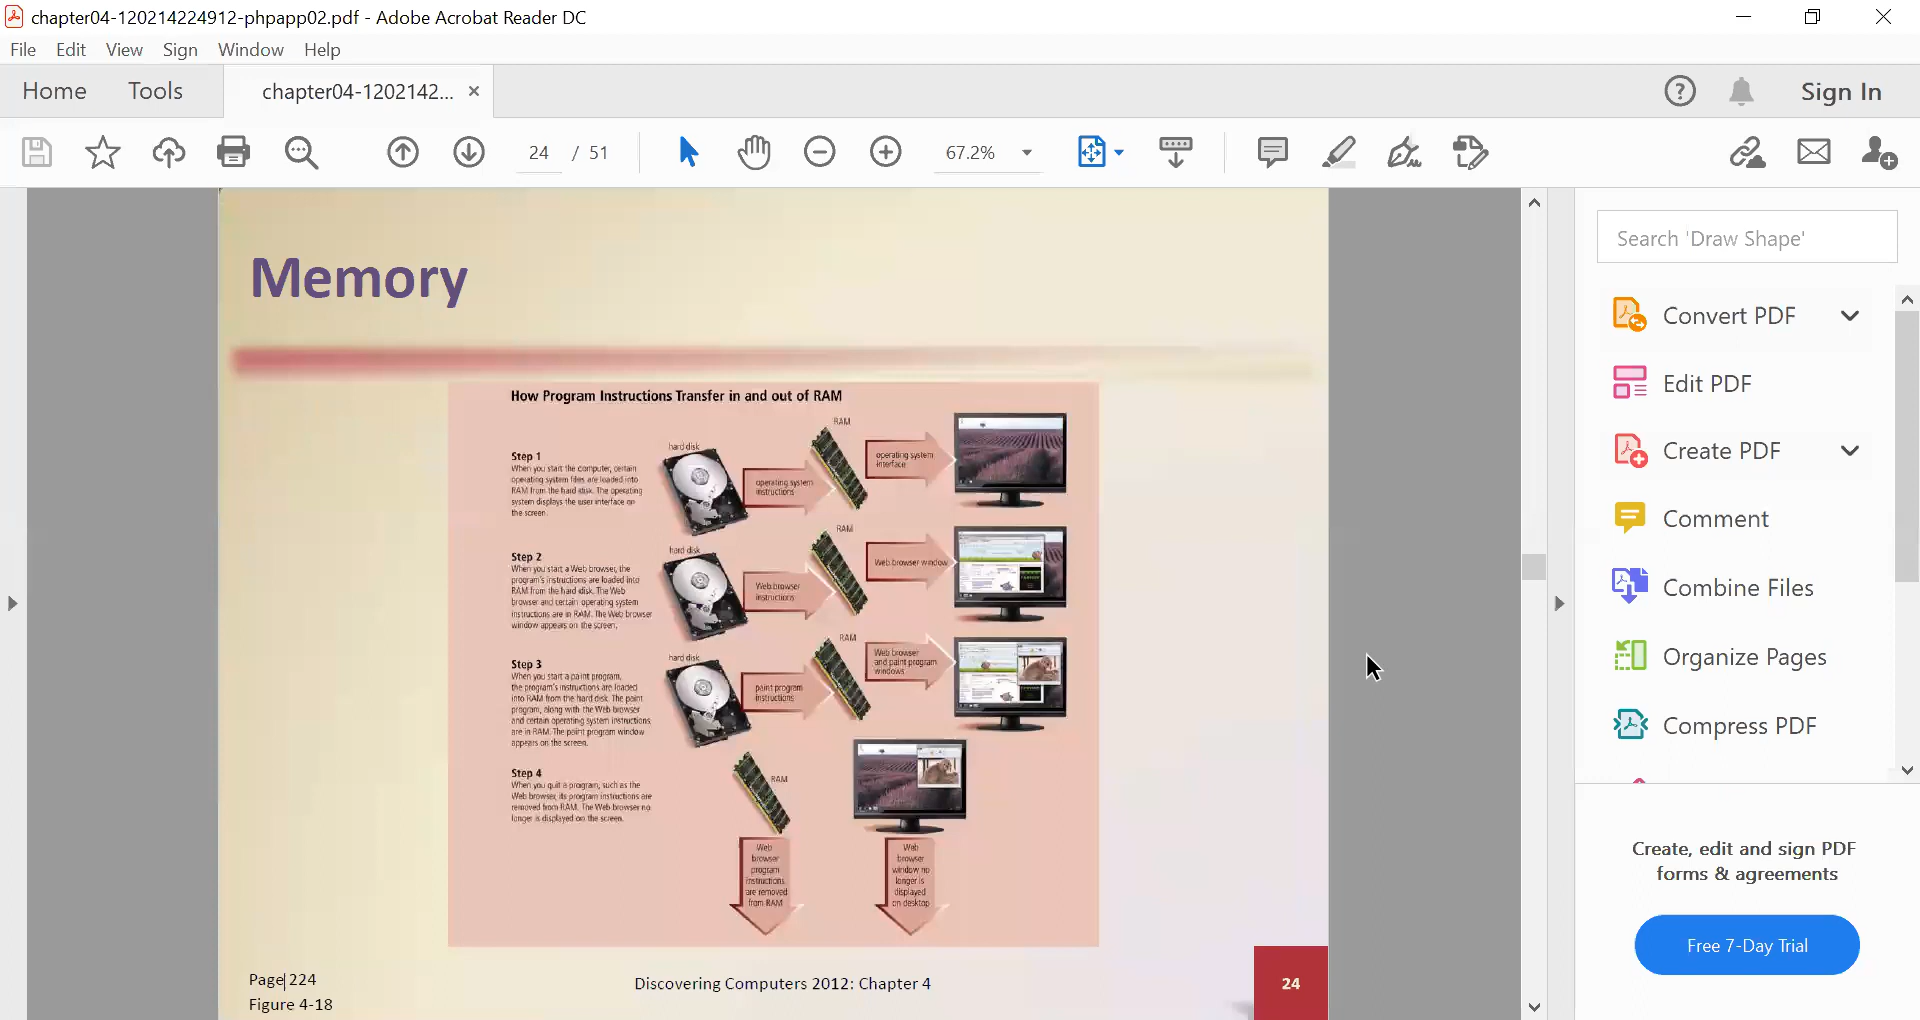 chapter04-120214224912-phpapp02.pdf - Adobe Acrobat Reader DC
File Edit View Sign Window Help
Home Tools chapter04-1202142... × Sign In
24 / 51 67.2%
Search 'Draw Shape'
Convert PDF
Edit PDF
Create PDF
Comment
Combine Files
Organize Pages
Compress PDF
Create, edit and sign PDF
forms & agreements
Free 7-Day Trial
Memory
How Program Instructions Transfer in and out of RAM
Step 1
When you start the computer, certain
operating system files are loaded into
RAM from the hard disk. The operating
system displays the user interface on
the screen.
hard disk
operating system
instructions
RAM
operating system
interface
Step 2
When you start a Web browser, the
program's instructions are loaded into
RAM from the hard disk. The Web
browser and certain operating system
instructions are in RAM. The Web browser
window appears on the screen.
hard disk
Web browser
instructions
RAM
Web browser window
Step 3
When you start a paint program,
the program's instructions are loaded
into RAM from the hard disk. The paint
program, along with the Web browser
and certain operating system instructions,
are in RAM. The paint program window
appears on the screen.
hard disk
paint program
instructions
RAM
Web browser
and paint program
windows
Step 4
When you quit a program, such as the
Web browser, its program instructions are
removed from RAM. The Web browser no
longer is displayed on the screen.
RAM
Web
browser
program
instructions
are removed
from RAM
Web
browser
window no
longer is
displayed
on desktop
Page 224
Figure 4-18
Discovering Computers 2012: Chapter 4
24